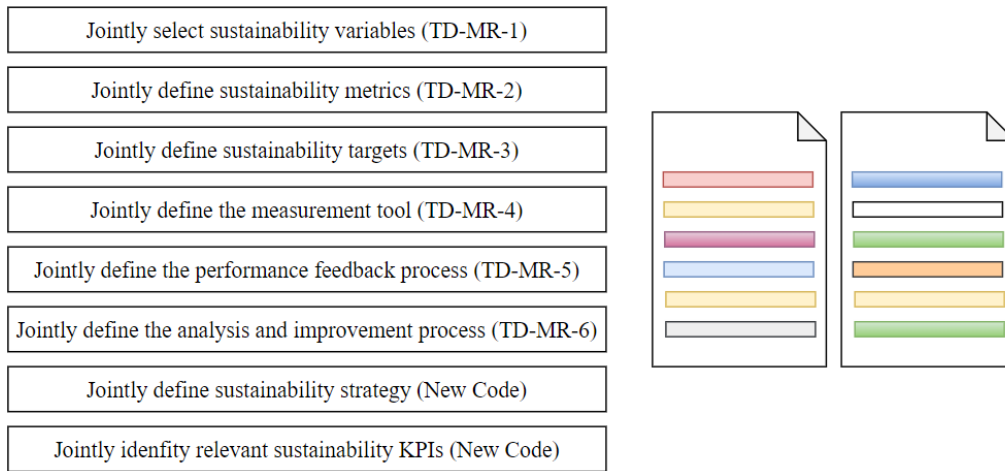 Jointly select sustainability variables (TD-MR-1)
Jointly define sustainability metrics (TD-MR-2)
Jointly define sustainability targets (TD-MR-3)
Jointly define the measurement tool (TD-MR-4)
Jointly define the performance feedback process (TD-MR-5)
Jointly define the analysis and improvement process (TD-MR-6)
Jointly define sustainability strategy (New Code)
Jointly idenfity relevant sustainability KPIs (New Code)